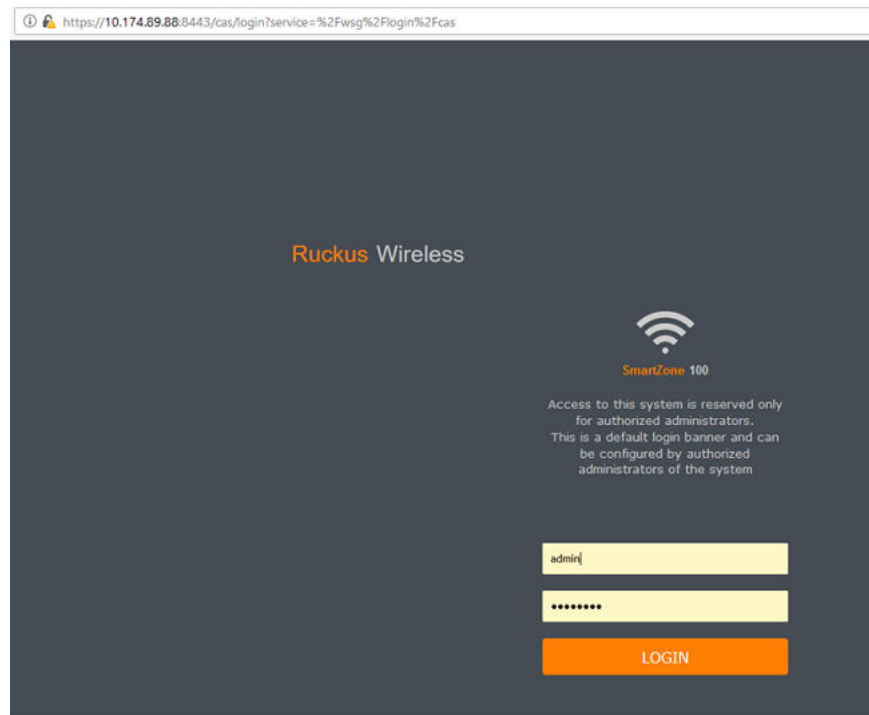 https://10.174.89.88:8443/cas/login?service=%2Fwsg%2Flogin%2Fcas
Ruckus Wireless
SmartZone 100
Access to this system is reserved only
for authorized administrators.
This is a default login banner and can
be configured by authorized
administrators of the system
admin
••••••••
LOGIN